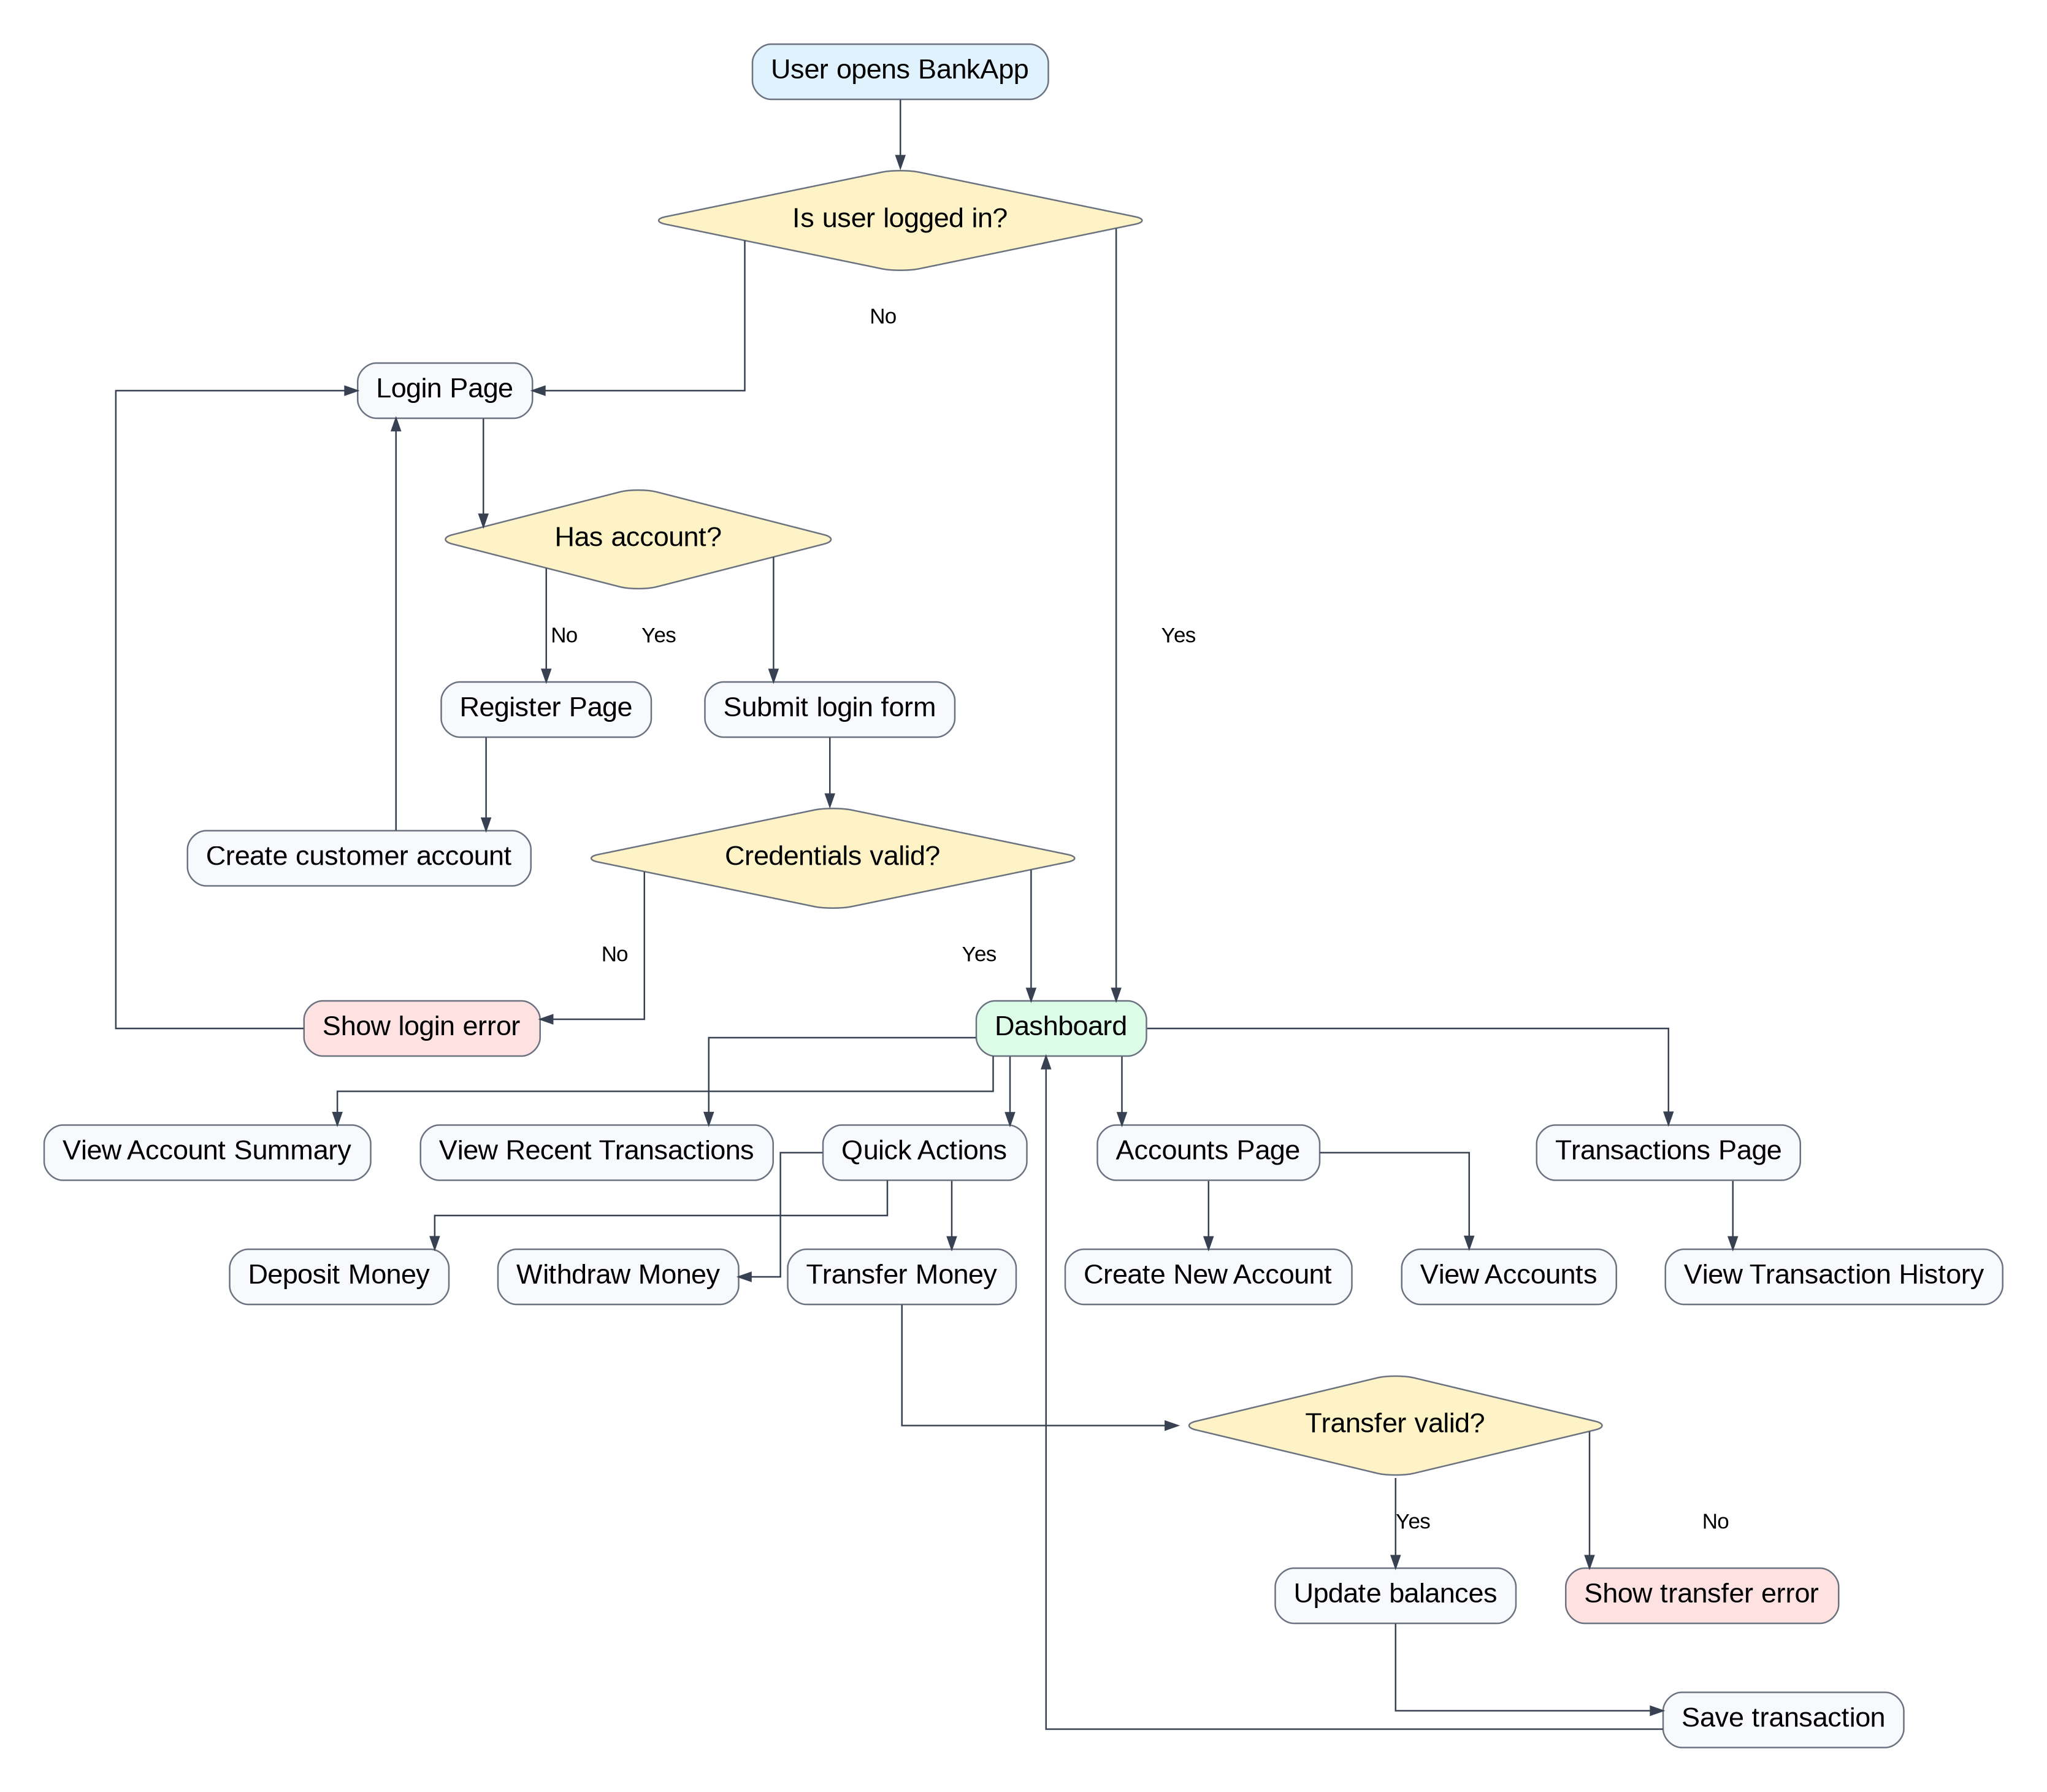 User opens BankApp
Is user logged in?
No
Login Page
Has account?
No
Yes
Yes
Register Page
Submit login form
Create customer account
Credentials valid?
No
Yes
Show login error
Dashboard
View Account Summary
View Recent Transactions
Quick Actions
Accounts Page
Transactions Page
Deposit Money
Withdraw Money
Transfer Money
Create New Account
View Accounts
View Transaction History
Transfer valid?
Yes
No
Update balances
Show transfer error
Save transaction